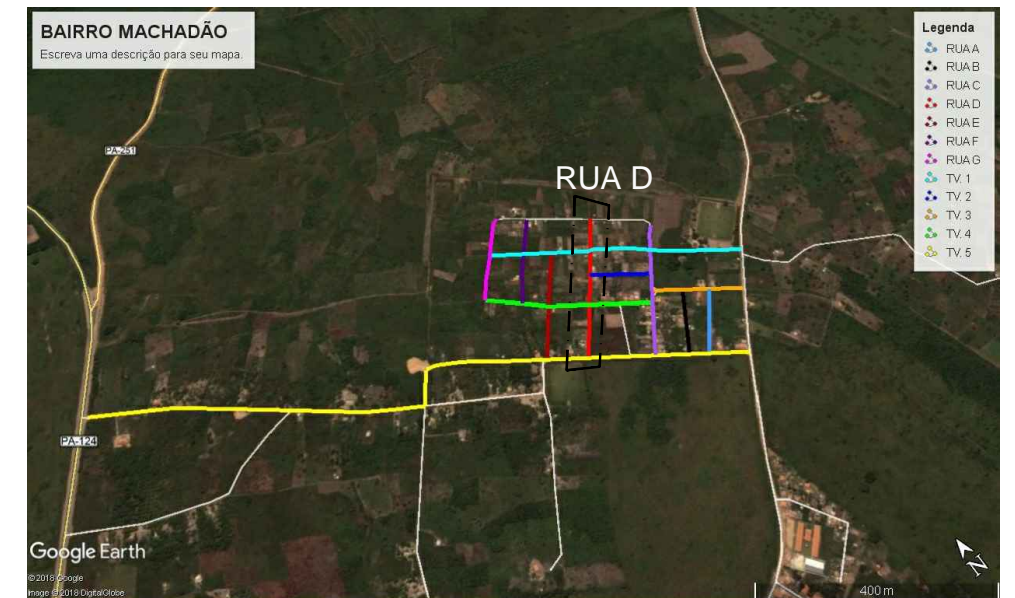 BAIRRO MACHADÃO
Escreva uma descrição para seu mapa.
Legenda
RUA A
RUA B
RUA C
RUA D
RUA E
RUA F
RUA G
TV. 1
TV. 2
TV. 3
TV. 4
TV. 5
PA-251
RUA D
PA-124
Google Earth
© 2018 Google
Image © 2018 DigitalGlobe
400 m
N